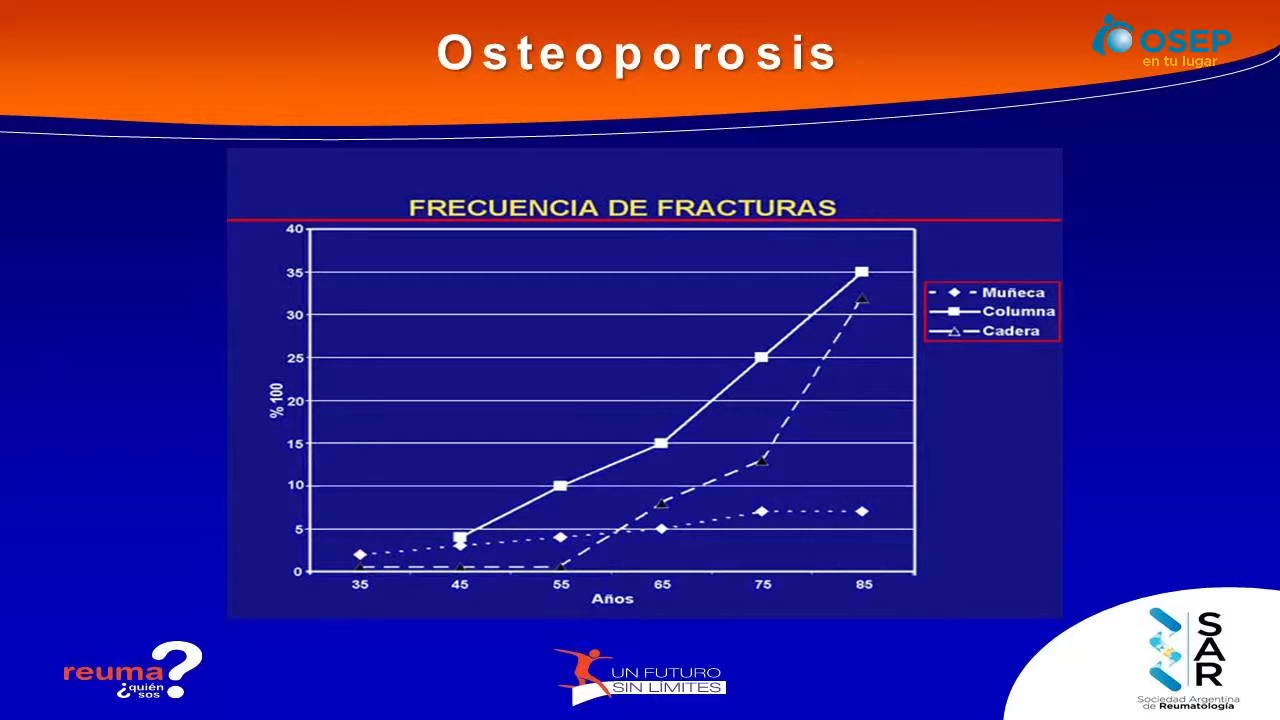 Osteoporosis
OSEP
en tu lugar
FRECUENCIA DE FRACTURAS
40
35
30
25
20
15
10
5
0
% 100
35 45 55 65 75 85
Años
Muñeca
Columna
Cadera
reuma?
¿quién
sos
UN FUTURO
SIN LÍMITES
SAR
Sociedad Argentina
de Reumatología